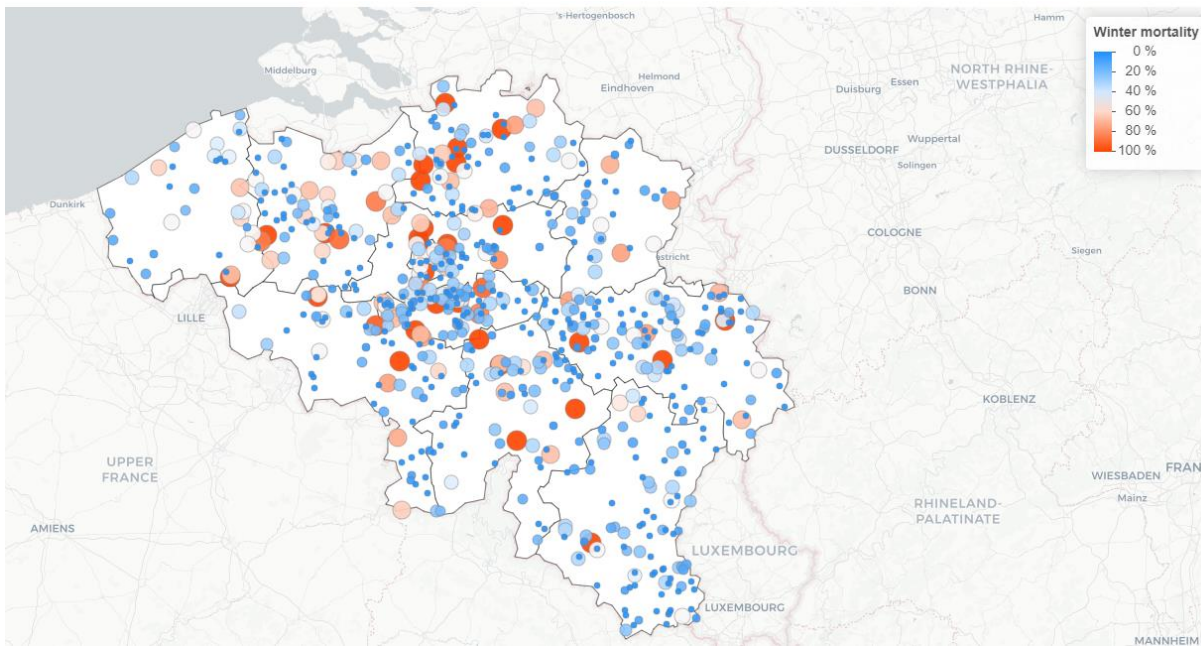 's-Hertogenbosch
Hamm
Middelburg
Helmond
Eindhoven
Duisburg
Essen
NORTH RHINE-
WESTPHALIA
Winter mortality
0 %
20 %
40 %
60 %
80 %
100 %
Wuppertal
DUSSELDORF
Solingen
Dunkirk
COLOGNE
Siegen
astricht
BONN
LILLE
KOBLENZ
UPPER
FRANCE
WIESBADEN
FRAN
Mainz
RHINELAND-
PALATINATE
AMIENS
LUXEMBOURG
LUXEMBOURG
MANNHEIM